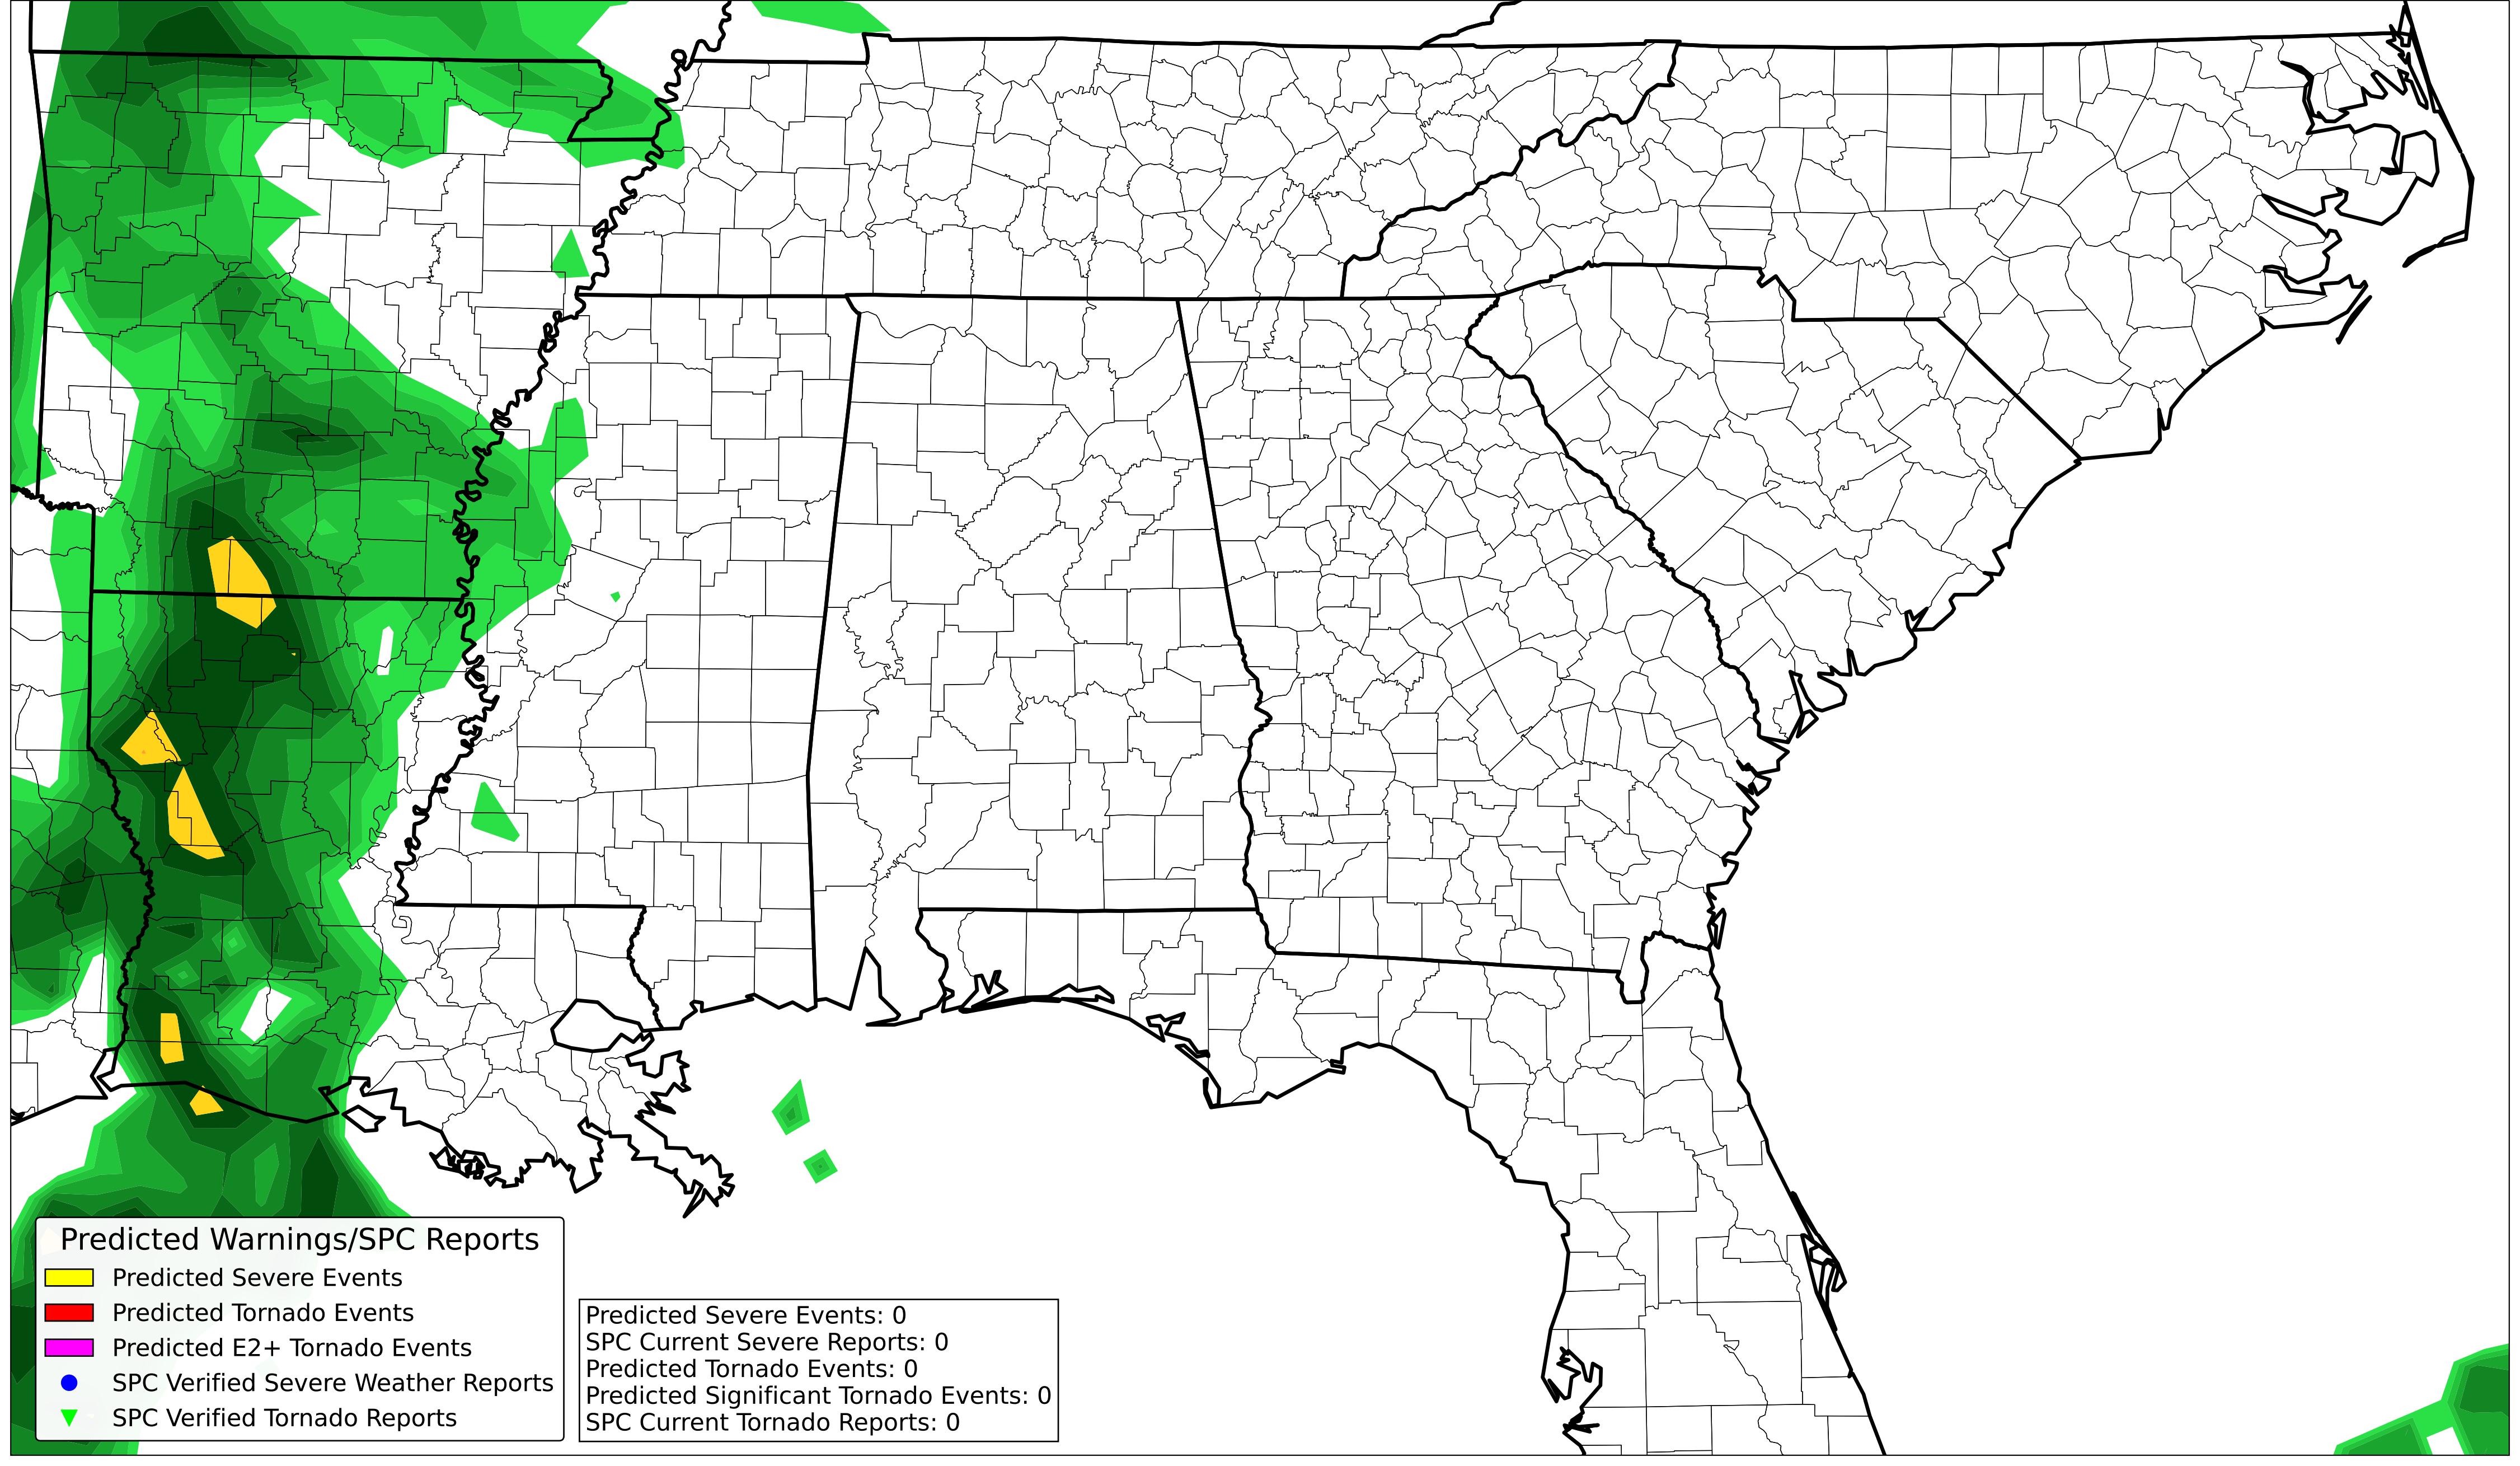 Predicted Warnings/SPC Reports
Predicted Severe Events
Predicted Tornado Events
Predicted E2+ Tornado Events
SPC Verified Severe Weather Reports
SPC Verified Tornado Reports
Predicted Severe Events: 0
SPC Current Severe Reports: 0
Predicted Tornado Events: 0
Predicted Significant Tornado Events: 0
SPC Current Tornado Reports: 0